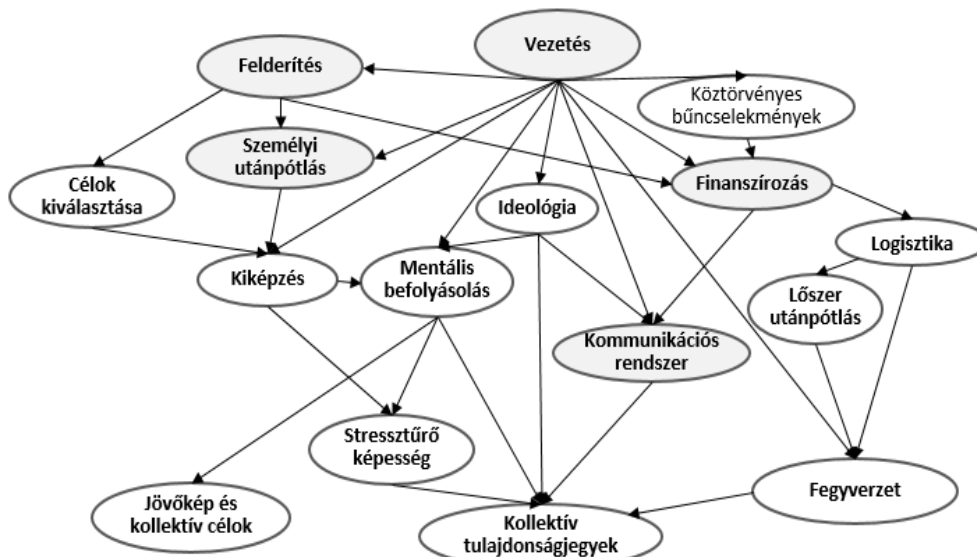 Vezetés
Felderítés
Köztörvényes
bűncselekmények
Személyi
utánpótlás
Finanszírozás
Célok
kiválasztása
Ideológia
Logisztika
Kiképzés
Mentális
befolyásolás
Lőszer
utánpótlás
Kommunikációs
rendszer
Stressztűrő
képesség
Fegyverzet
Jövőkép és
kollektív célok
Kollektív
tulajdonságjegyek